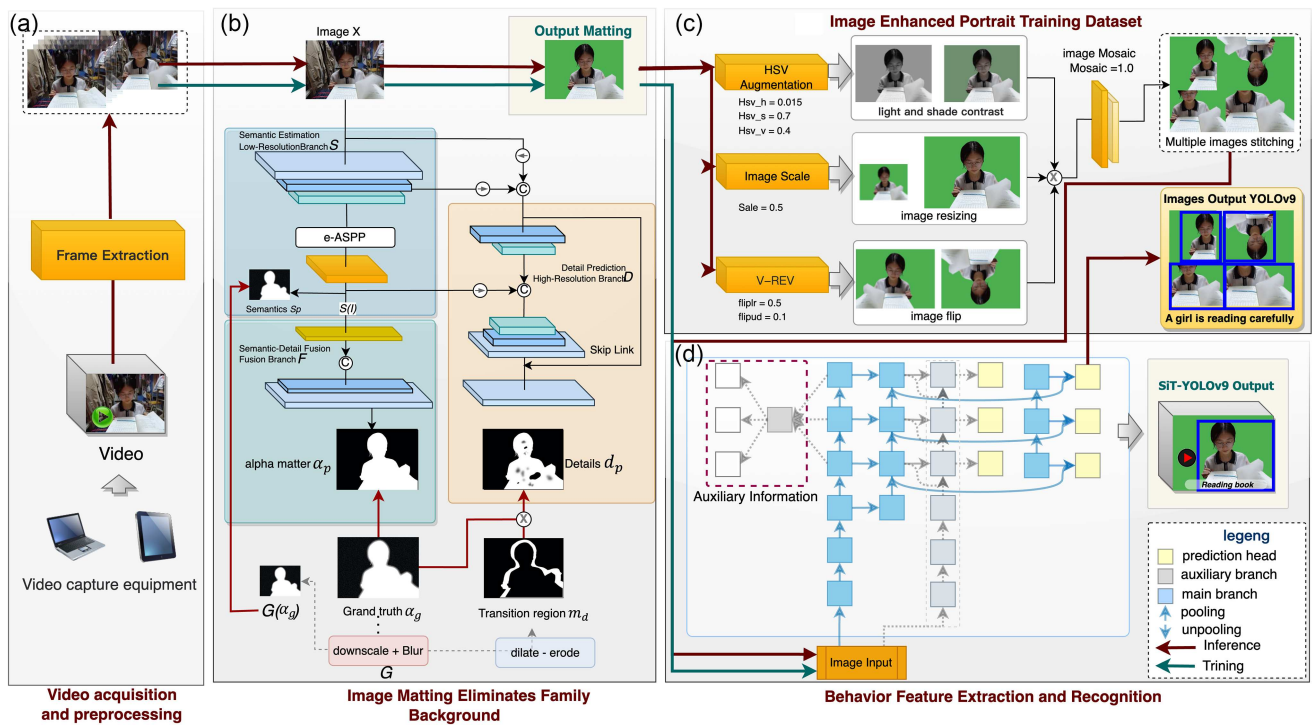 (a)
Frame Extraction
Video
Video capture equipment
Video acquisition
and preprocessing
(b)
Image X
Output Matting
Semantic Estimation
Low-ResolutionBranch S
C
e-ASPP
Semantics Sp
S(I)
C
Detail Prediction
High-Resolution Branch D
Semantic-Detail Fusion
Fusion Branch F
C
Skip Link
alpha matter αp
Details dp
X
G(αg)
Grand truth αg
Transition region md
downscale + Blur
G
dilate - erode
Image Matting Eliminates Family
Background
(c)
Image Enhanced Portrait Training Dataset
HSV
Augmentation
Hsv_h = 0.015
Hsv_s = 0.7
Hsv_v = 0.4
light and shade contrast
Image Scale
Sale = 0.5
image resizing
V-REV
fliplr = 0.5
flipud = 0.1
image flip
X
image Mosaic
Mosaic =1.0
Multiple images stitching
Images Output YOLOv9
A girl is reading carefully
(d)
Auxiliary Information
Image Input
SiT-YOLOv9 Output
Reading book
legeng
prediction head
auxiliary branch
main branch
pooling
unpooling
Inference
Trining
Behavior Feature Extraction and Recognition